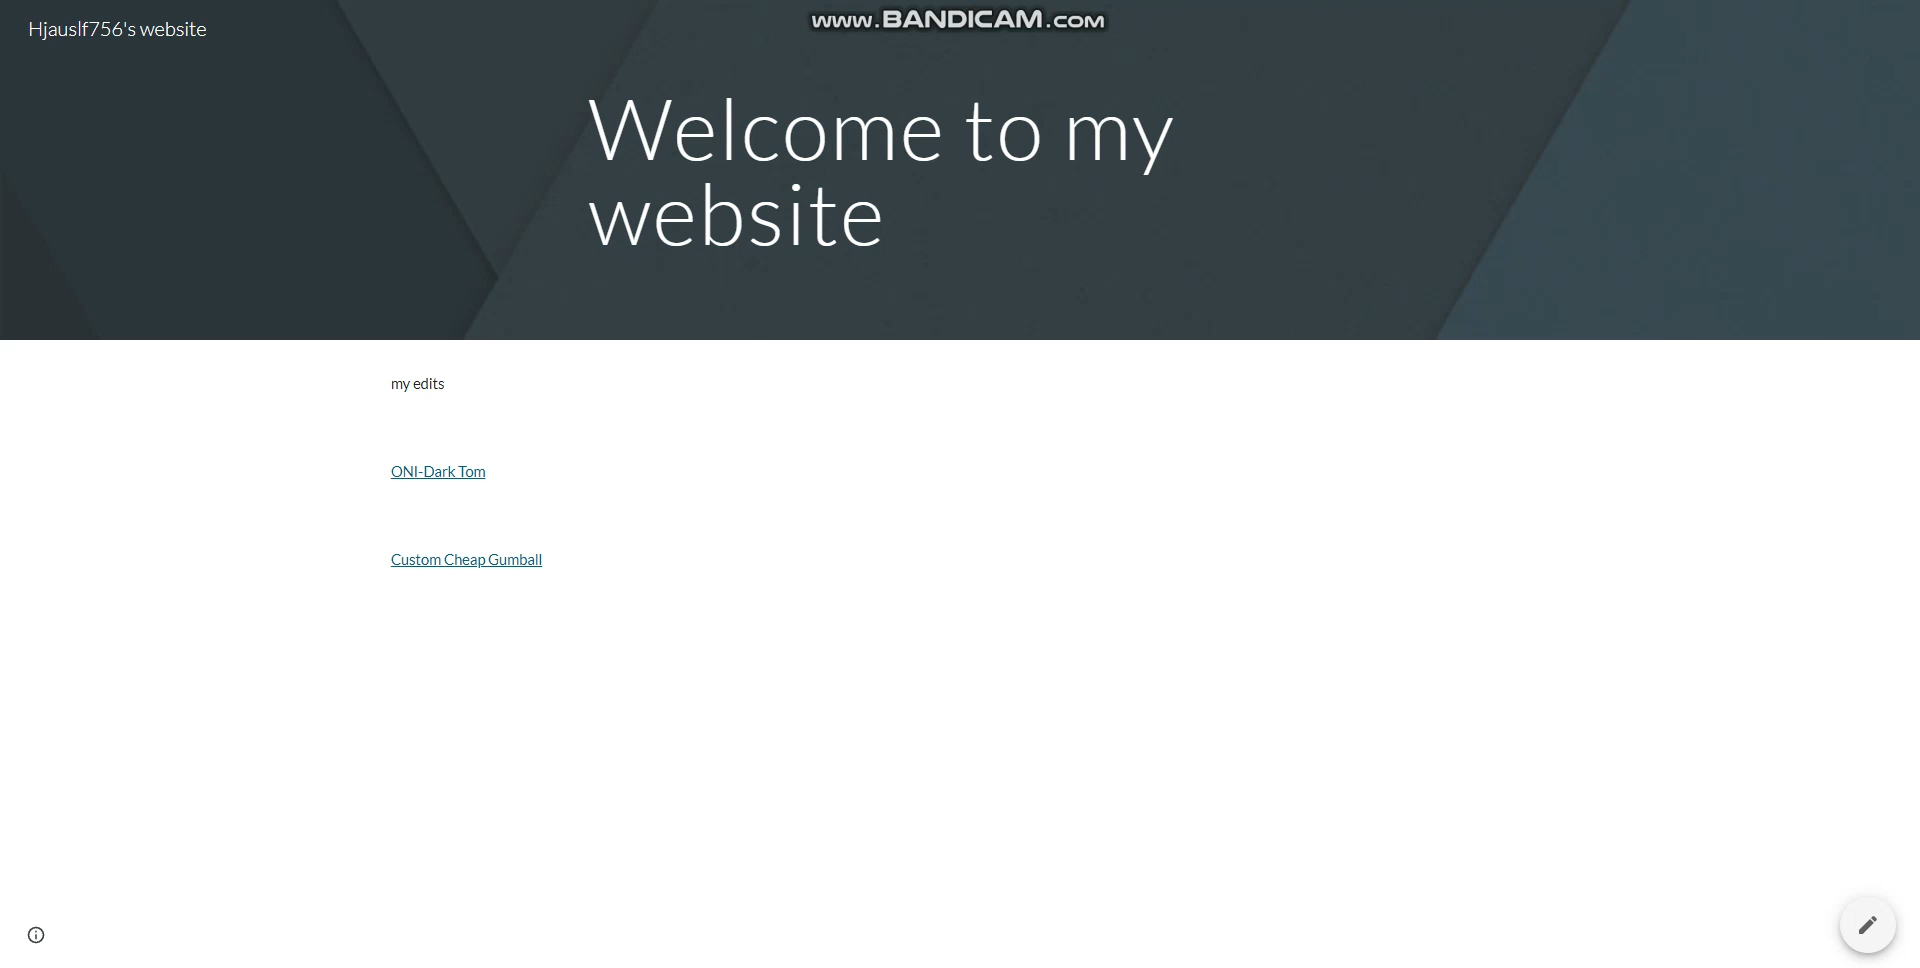 Hjauslf756's website
www.BANDICAM.COM
Welcome to my
website
my edits
ONI-Dark Tom
Custom Cheap Gumball